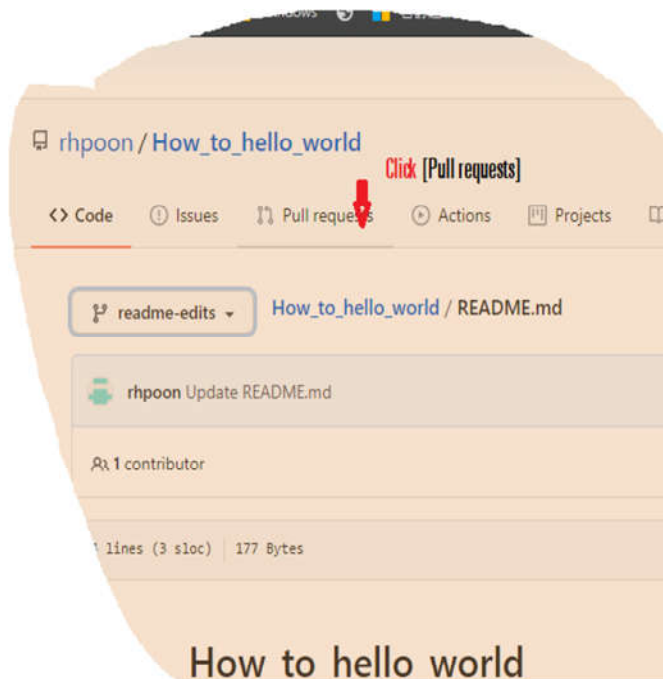 rhpoon / How_to_hello_world
Click [Pull requests]
<> Code Issues Pull requests Actions Projects
readme-edits How_to_hello_world / README.md
rhpoon Update README.md
1 contributor
lines (3 sloc) 177 Bytes
How to hello world